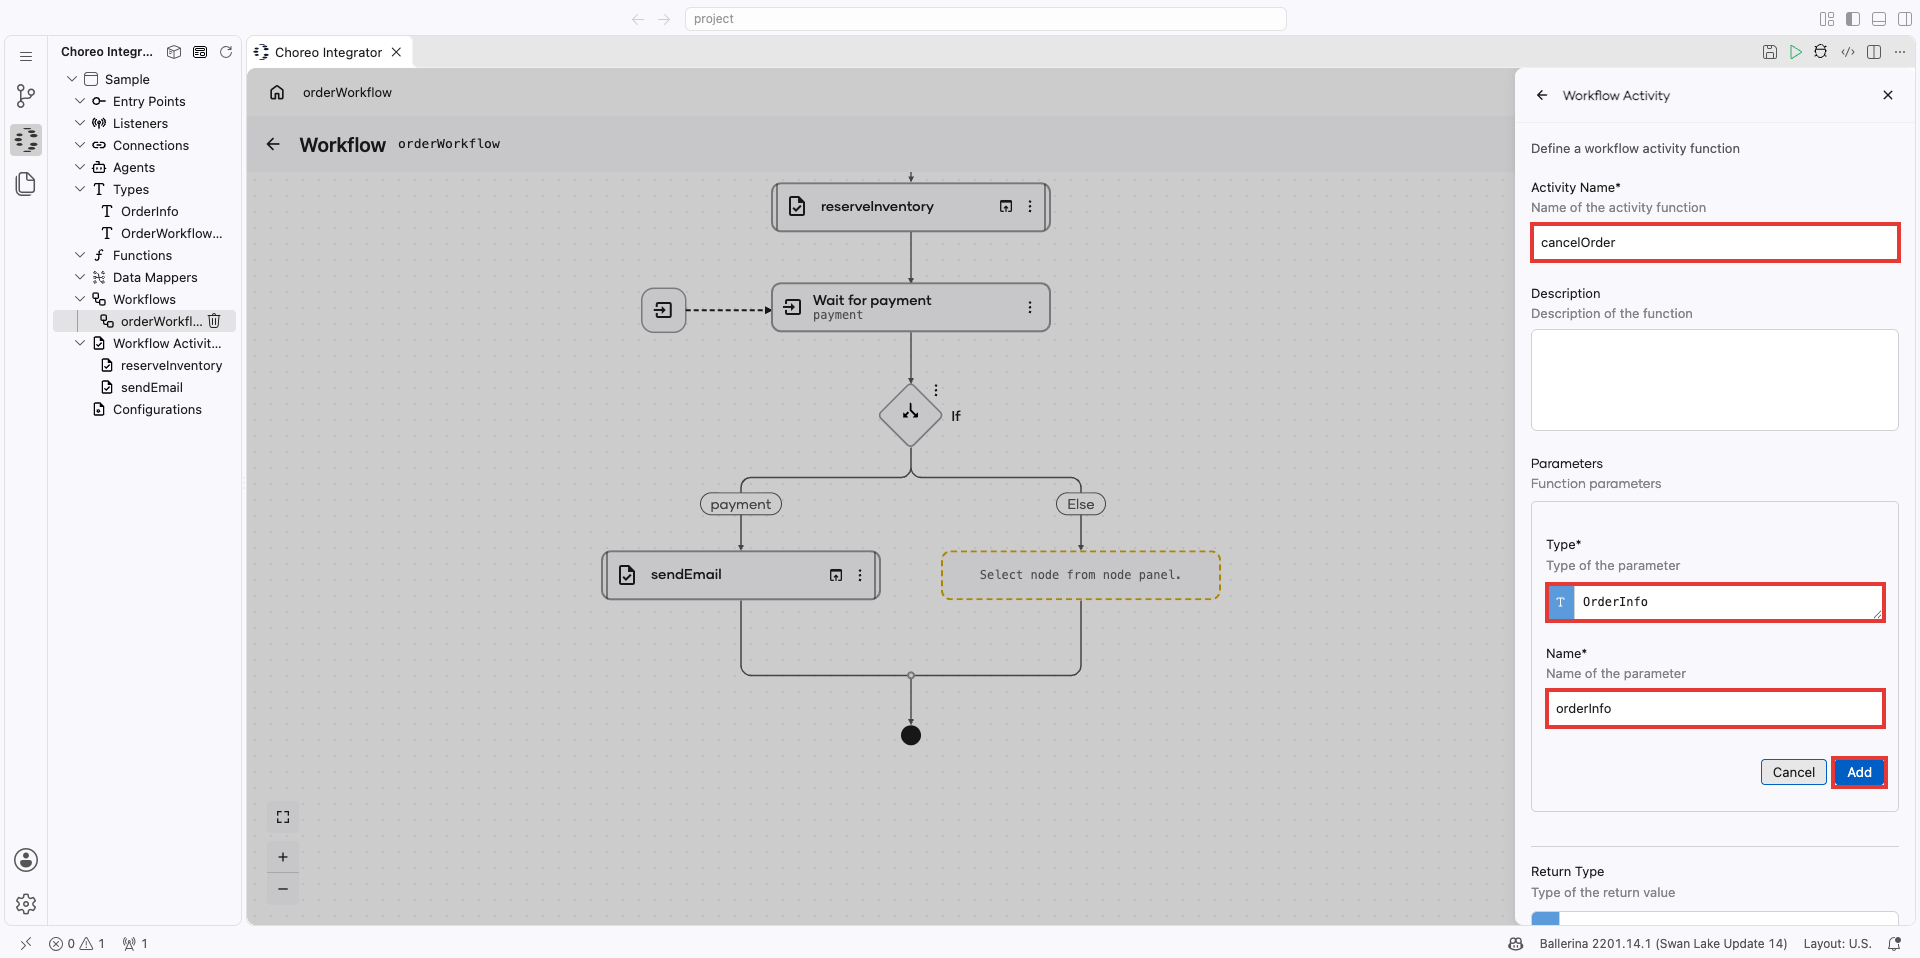 project
Choreo Integr...
Sample
Entry Points
Listeners
Connections
Agents
Types
OrderInfo
OrderWorkflow...
Functions
Data Mappers
Workflows
orderWorkfl...
Workflow Activit...
reserveInventory
sendEmail
Configurations
Choreo Integrator
orderWorkflow
Workflow orderWorkflow
reserveInventory
Wait for payment
payment
If
payment
Else
sendEmail
Select node from node panel.
Workflow Activity
Define a workflow activity function
Activity Name*
Name of the activity function
cancelOrder
Description
Description of the function
Parameters
Function parameters
Type*
Type of the parameter
T OrderInfo
Name*
Name of the parameter
orderInfo
Cancel Add
Return Type
Type of the return value
0 1 1
Ballerina 2201.14.1 (Swan Lake Update 14) Layout: U.S.